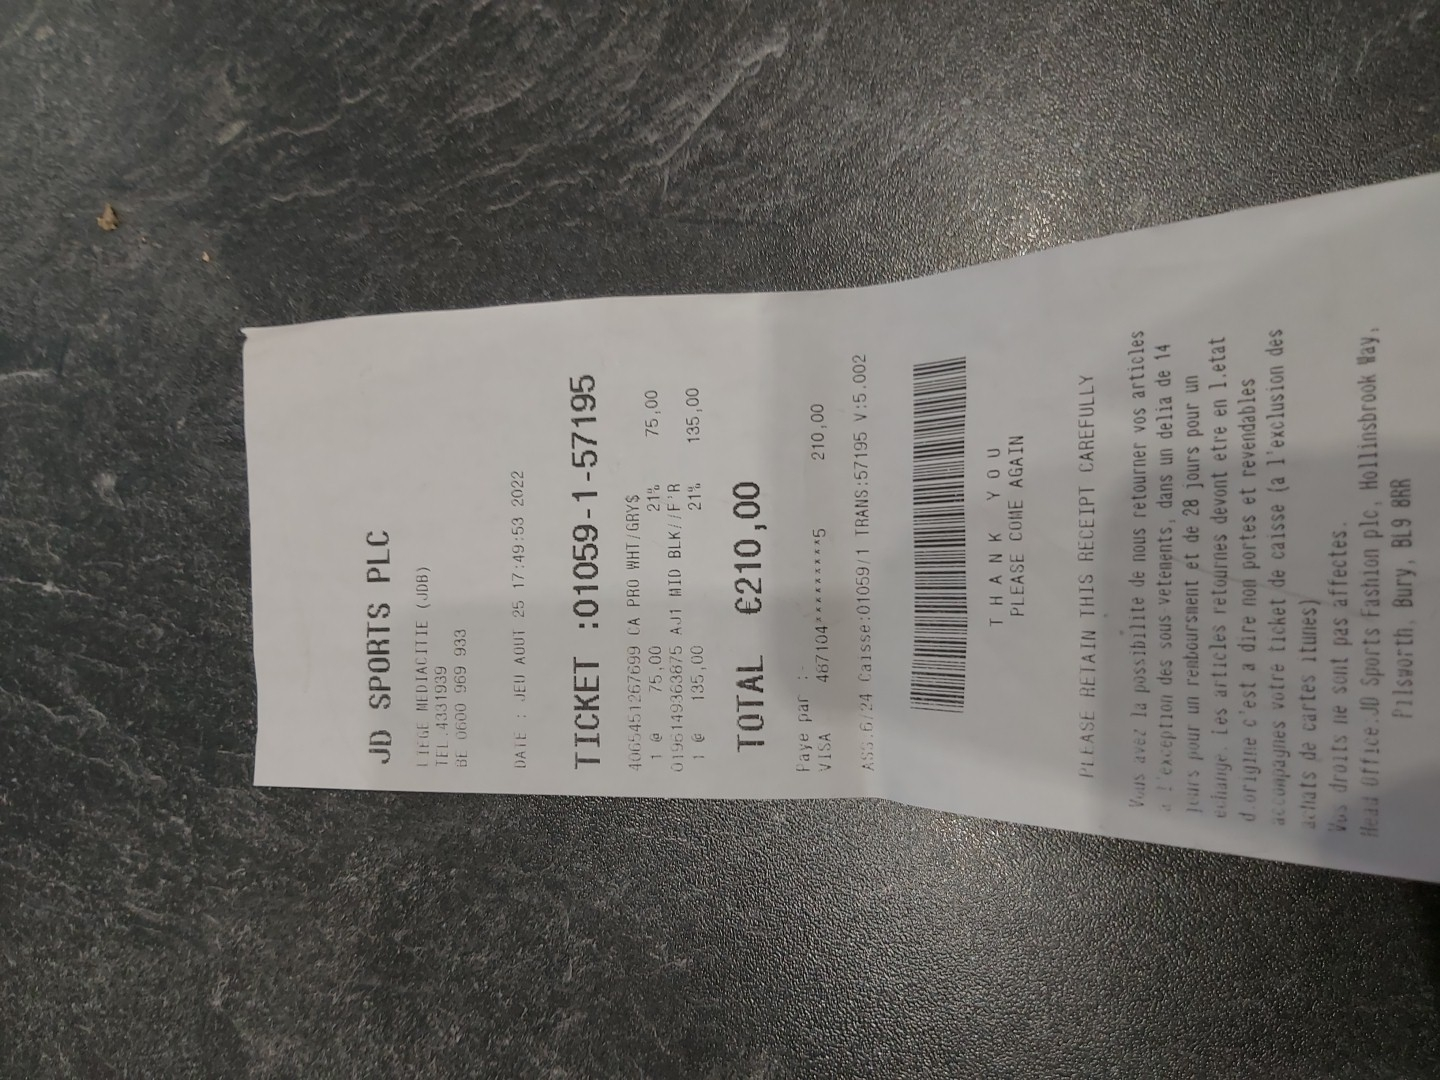 JD SPORTS PLC
LIEGE MEDIACITIE (JDB)
TEL.4331939
BE 0600 969 933
DATE : JEU AOUT 25 17:49:53 2022
TICKET :01059-1-57195
4065451267699 CA PRO WHT/GRY$
1 @ 75,00 21% 75,00
0196149363875 AJ1 MID BLK//F'R
1 @ 135,00 21% 135,00
TOTAL €210,00
Paye par :-
VISA 467104*********5 210,00
ASS:6/24 Caisse:01059/1 TRANS:57195 V:5.002
T H A N K Y O U
PLEASE COME AGAIN
PLEASE RETAIN THIS RECEIPT CAREFULLY
Vous avez la possibilite de nous retourner vos articles
a l'exception des sous vetements, dans un delia de 14
jours pour un remboursment et de 28 jours pour un
echange. Les articles retournes devont etre en l.etat
d.origine c'est a dire non portes et revendables
accompagnes votre ticket de caisse (a l'exclusion des
achats de cartes itunes)
Vos droits ne sont pas affectes.
Head Office.JD Sports Fashion plc, Hollinsbrook Way,
Pilsworth, Bury, BL9 8RR